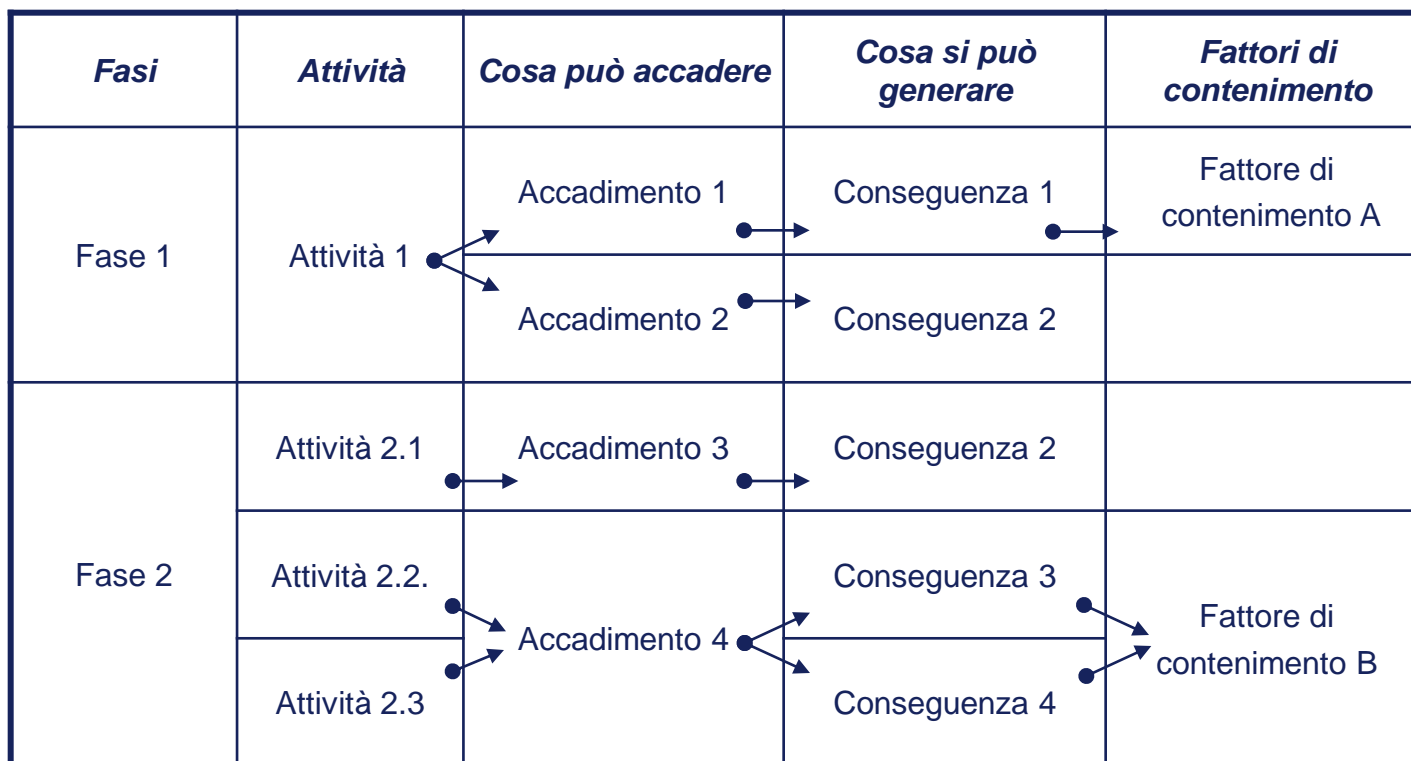 Fasi
Attività
Cosa può accadere
Cosa si può
generare
Fattori di
contenimento
Fase 1
Attività 1
Accadimento 1
Conseguenza 1
Fattore di
contenimento A
Accadimento 2
Conseguenza 2
Fase 2
Attività 2.1
Accadimento 3
Conseguenza 2
Attività 2.2.
Accadimento 4
Conseguenza 3
Fattore di
contenimento B
Attività 2.3
Conseguenza 4